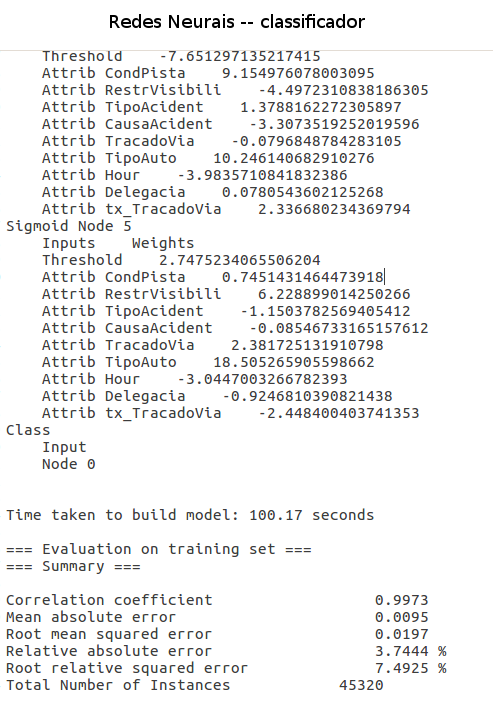 Redes Neurais -- classificador
Threshold -7.651297135217415
Attrib CondPista 9.154976078003095
Attrib RestrVisibili -4.4972310838186305
Attrib TipoAcident 1.3788162272305897
Attrib CausaAcident -3.3073519252019596
Attrib TracadoVia -0.0796848784283105
Attrib TipoAuto 10.246140682910276
Attrib Hour -3.9835710841832386
Attrib Delegacia 0.0780543602125268
Attrib tx_TracadoVia 2.336680234369794
Sigmoid Node 5
Inputs Weights
Threshold 2.7475234065506204
Attrib CondPista 0.7451431464473918
Attrib RestrVisibili 6.228899014250266
Attrib TipoAcident -1.1503782569405412
Attrib CausaAcident -0.08546733165157612
Attrib TracadoVia 2.381725131910798
Attrib TipoAuto 18.505265905598662
Attrib Hour -3.0447003266782393
Attrib Delegacia -0.9246810390821438
Attrib tx_TracadoVia -2.448400403741353
Class
Input
Node 0
Time taken to build model: 100.17 seconds
=== Evaluation on training set ===
=== Summary ===
Correlation coefficient 0.9973
Mean absolute error 0.0095
Root mean squared error 0.0197
Relative absolute error 3.7444 %
Root relative squared error 7.4925 %
Total Number of Instances 45320